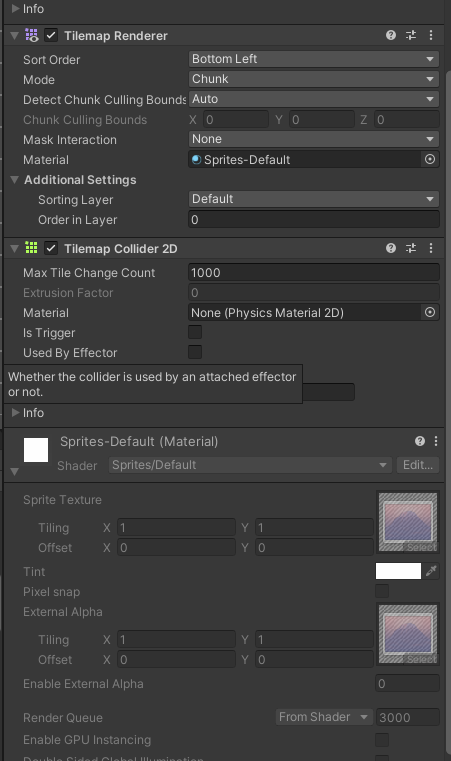 Info
Tilemap Renderer
Sort Order Bottom Left
Mode Chunk
Detect Chunk Culling Bounds Auto
Chunk Culling Bounds X 0 Y 0 Z 0
Mask Interaction None
Material Sprites-Default
Additional Settings
Sorting Layer Default
Order in Layer 0
Tilemap Collider 2D
Max Tile Change Count 1000
Extrusion Factor 0
Material None (Physics Material 2D)
Is Trigger
Used By Effector
Whether the collider is used by an attached effector
or not.
Info
Sprites-Default (Material)
Shader Sprites/Default Edit...
Sprite Texture
Tiling X 1 Y 1
Offset X 0 Y 0
Select
Tint
Pixel snap
External Alpha
Tiling X 1 Y 1
Offset X 0 Y 0
Select
Enable External Alpha 0
Render Queue From Shader 3000
Enable GPU Instancing
Double Sided Global Illumination